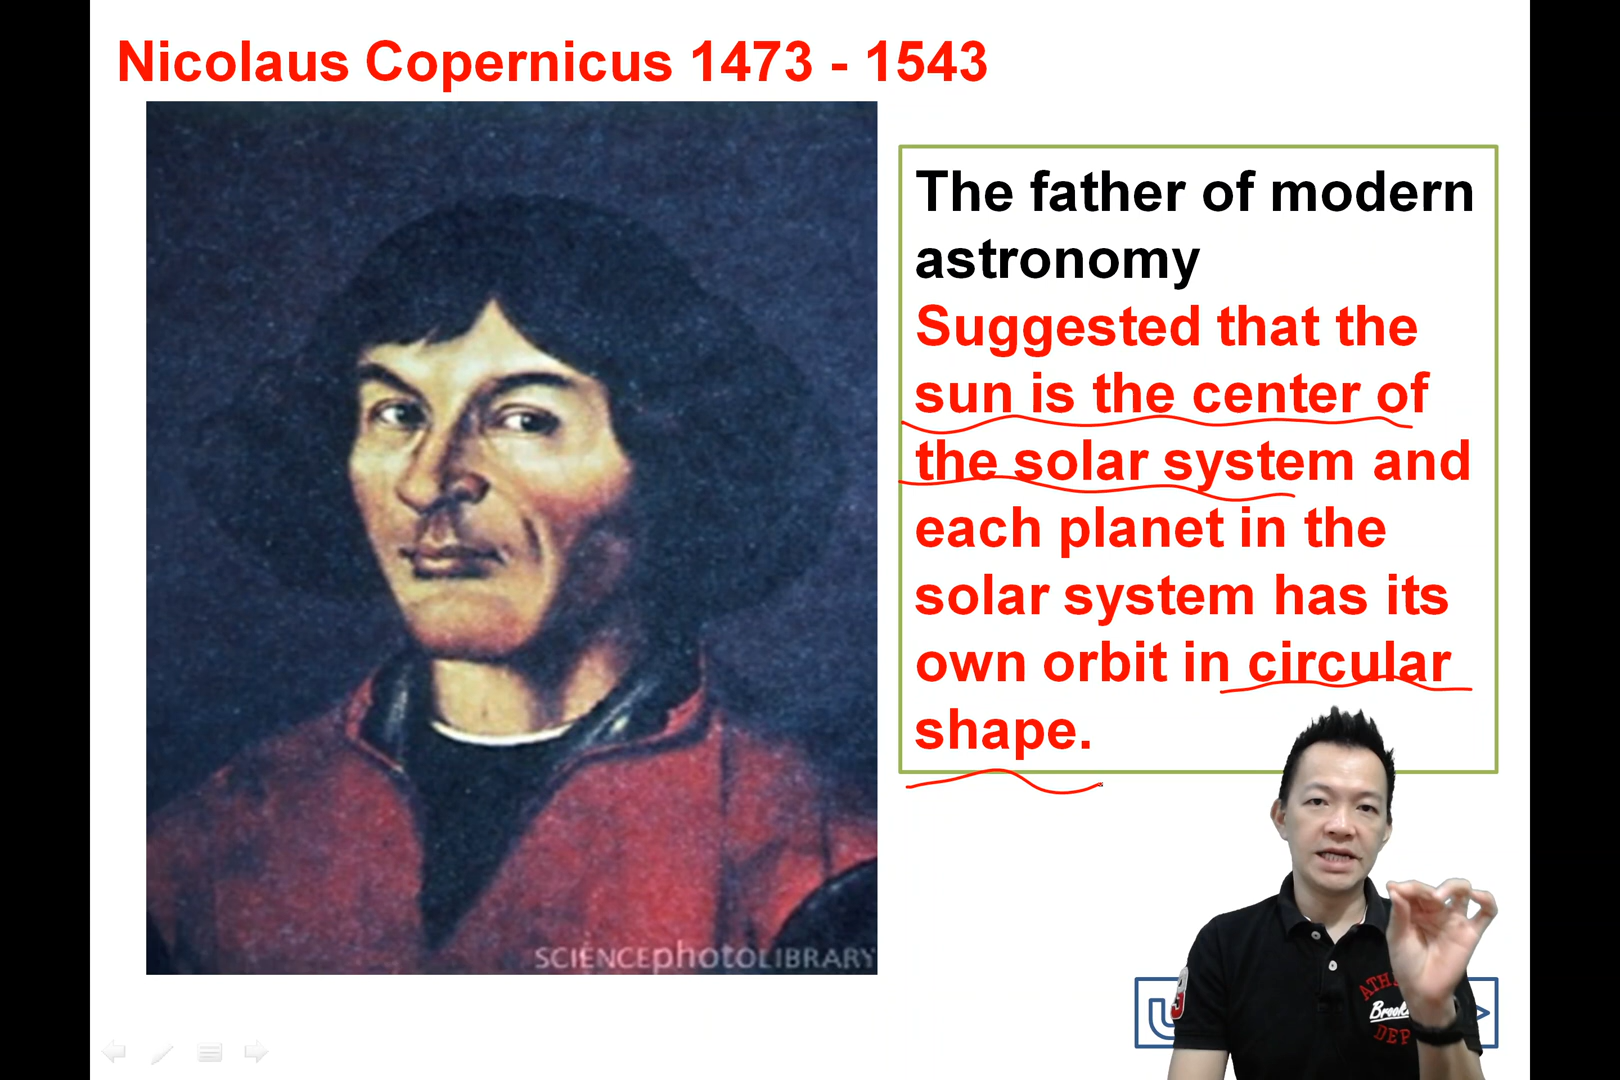 Nicolaus Copernicus 1473 - 1543
The father of modern
astronomy
Suggested that the
sun is the center of
the solar system and
each planet in the
solar system has its
own orbit in circular
shape.
SCIENCEphotoLIBRARY
9